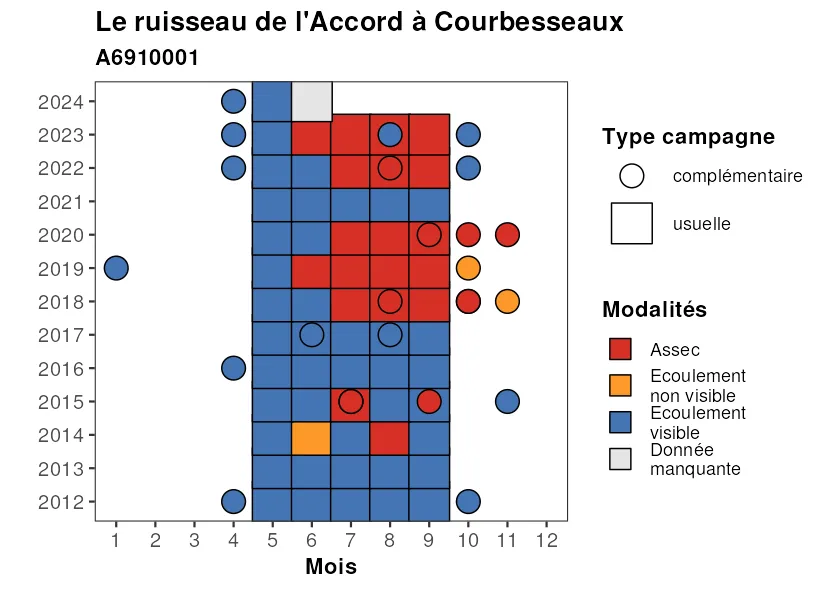 Le ruisseau de l'Accord à Courbesseaux
A6910001
2024
2023
2022
2021
2020
2019
2018
2017
2016
2015
2014
2013
2012
1 2 3 4 5 6 7 8 9 10 11 12
Mois
Type campagne
complémentaire
usuelle
Modalités
Assec
Ecoulement
non visible
Ecoulement
visible
Donnée
manquante